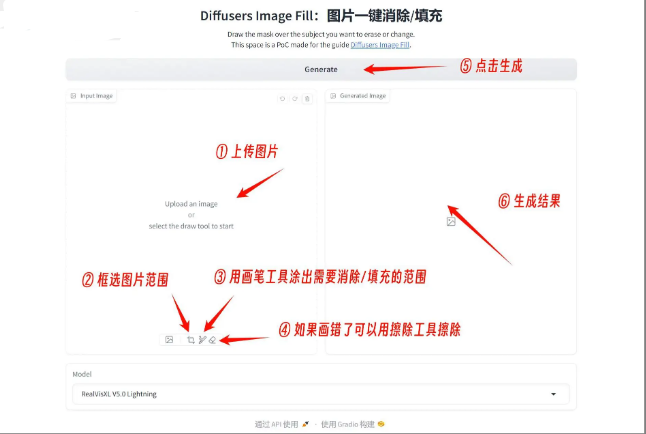 Diffusers Image Fill：图片一键消除/填充
Draw the mask over the subject you want to erase or change.
This space is a PoC made for the guide Diffusers Image Fill.
Generate
⑤ 点击生成
Input Image
Generated Image
① 上传图片
Upload an image
or
select the draw tool to start
⑥ 生成结果
② 框选图片范围
③ 用画笔工具涂出需要消除/填充的范围
④ 如果画错了可以用擦除工具擦除
Model
RealVisXL V5.0 Lightning
通过 API 使用 · 使用 Gradio 构建